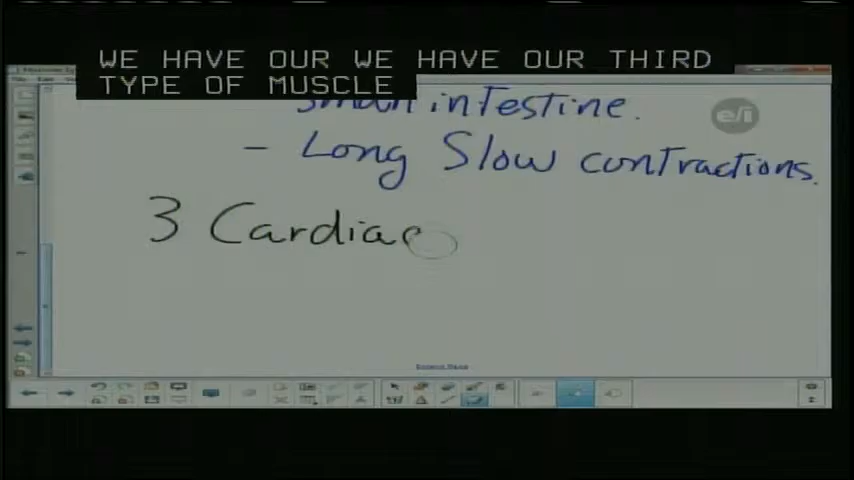 WE HAVE OUR WE HAVE OUR THIRD
TYPE OF MUSCLE
small intestine.
e/i
- Long Slow contractions.
3 Cardiac